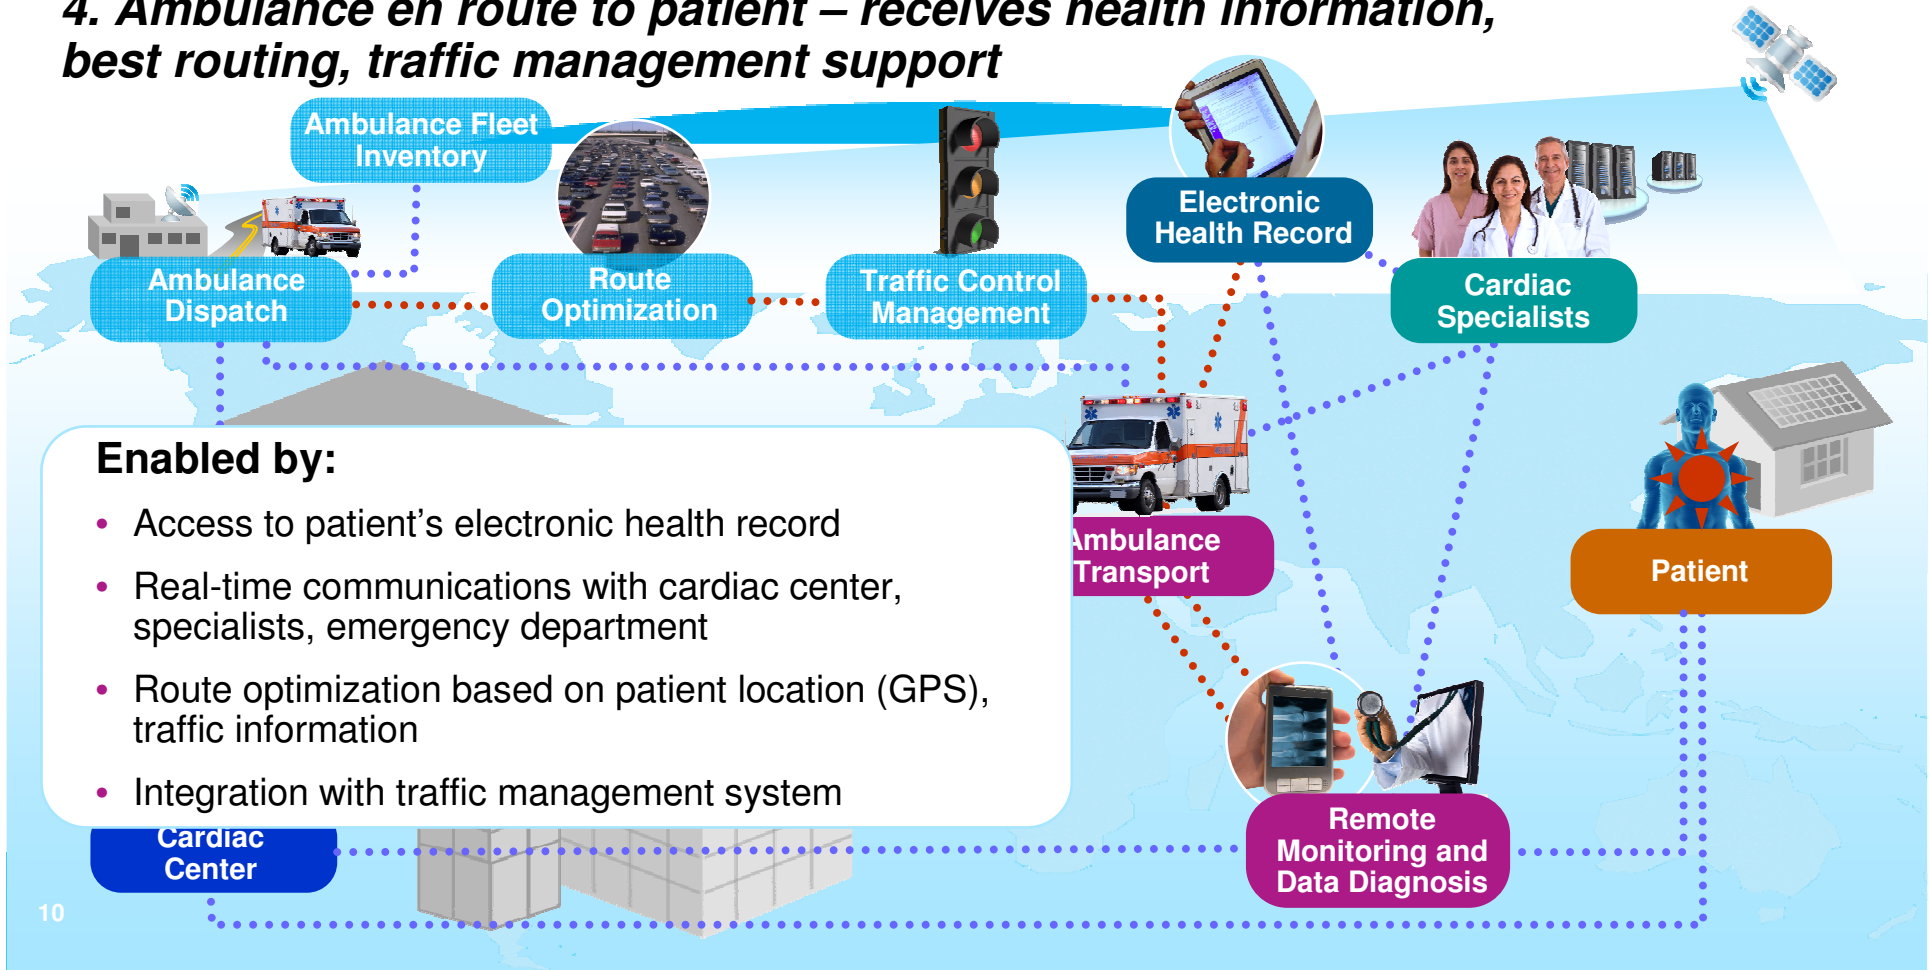 4. Ambulance en route to patient – receives health information,
best routing, traffic management support
Ambulance Fleet
Inventory
Electronic
Health Record
Ambulance
Dispatch
Route
Optimization
Traffic Control
Management
Cardiac
Specialists
Enabled by:
• Access to patient’s electronic health record
• Real-time communications with cardiac center,
specialists, emergency department
• Route optimization based on patient location (GPS),
traffic information
• Integration with traffic management system
Ambulance
Transport
Patient
Remote
Monitoring and
Data Diagnosis
Cardiac
Center
10